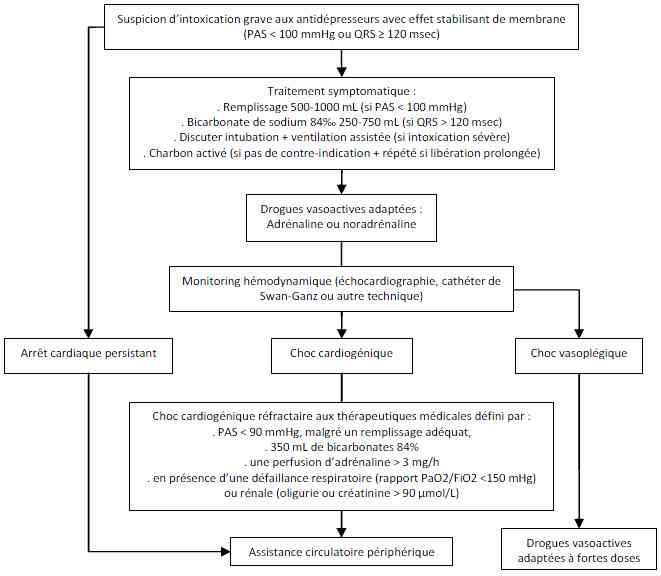 Suspicion d'intoxication grave aux antidépresseurs avec effet stabilisant de membrane
(PAS < 100 mmHg ou QRS ≥ 120 msec)
Traitement symptomatique :
. Remplissage 500-1000 mL (si PAS < 100 mmHg)
. Bicarbonate de sodium 84‰ 250-750 mL (si QRS > 120 msec)
. Discuter intubation + ventilation assistée (si intoxication sévère)
. Charbon activé (si pas de contre-indication + répété si libération prolongée)
Drogues vasoactives adaptées :
Adrénaline ou noradrénaline
Monitoring hémodynamique (échocardiographie, cathéter de
Swan-Ganz ou autre technique)
Arrêt cardiaque persistant
Choc cardiogénique
Choc vasoplégique
Choc cardiogénique réfractaire aux thérapeutiques médicales défini par :
. PAS < 90 mmHg, malgré un remplissage adéquat,
. 350 mL de bicarbonates 84%
. une perfusion d'adrénaline > 3 mg/h
. en présence d'une défaillance respiratoire (rapport PaO2/FiO2 <150 mHg)
ou rénale (oligurie ou créatinine > 90 µmol/L)
Assistance circulatoire périphérique
Drogues vasoactives
adaptées à fortes doses